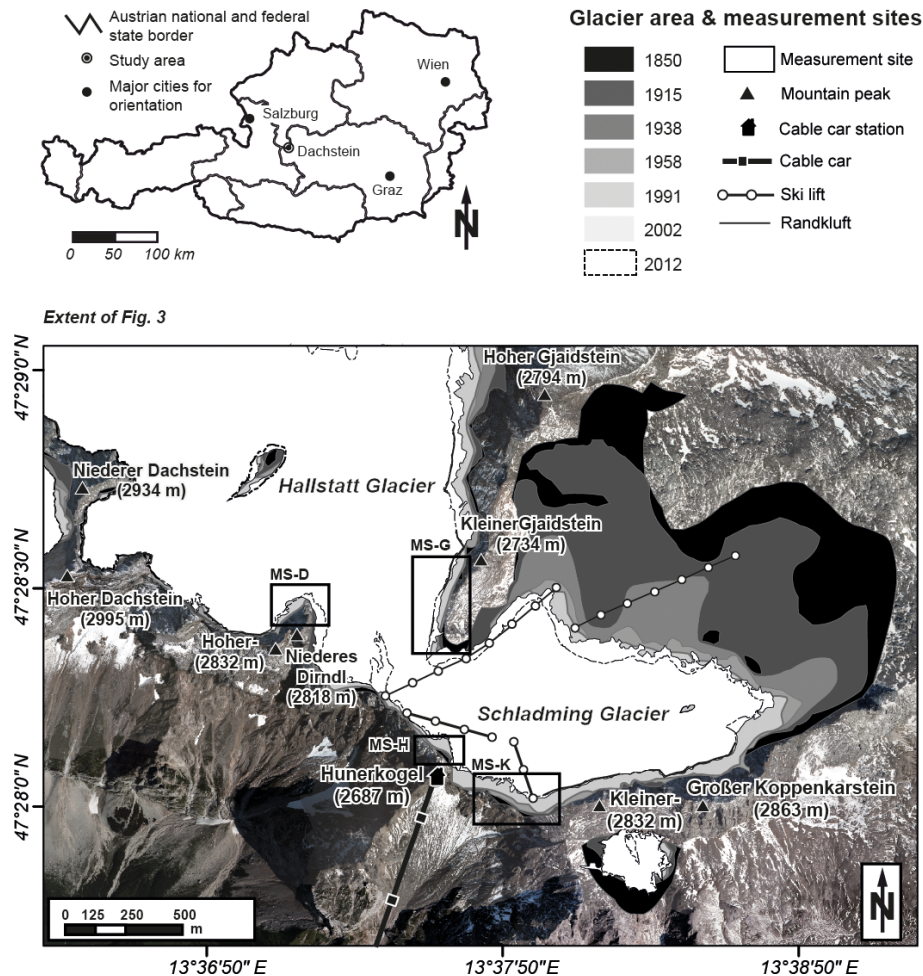 Austrian national and federal
state border
Study area
Major cities for
orientation
Wien
Salzburg
Dachstein
Graz
N
0 50 100 km
Glacier area & measurement sites
1850
1915
1938
1958
1991
2002
2012
Measurement site
Mountain peak
Cable car station
Cable car
Ski lift
Randkluft
Extent of Fig. 3
47°29'0" N
47°28'30" N
47°28'0" N
Hoher Gjaidstein
(2794 m)
Niederer Dachstein
(2934 m)
Hallstatt Glacier
KleinerGjaidstein
(2734 m)
MS-G
MS-D
Hoher Dachstein
(2995 m)
Hoher-
(2832 m)
Niederes
Dirndl
(2818 m)
Schladming Glacier
MS-H
MS-K
Hunerkogel
(2687 m)
Kleiner-
(2832 m)
Großer Koppenkarstein
(2863 m)
0 125 250 500
m
N
13°36'50" E
13°37'50" E
13°38'50" E